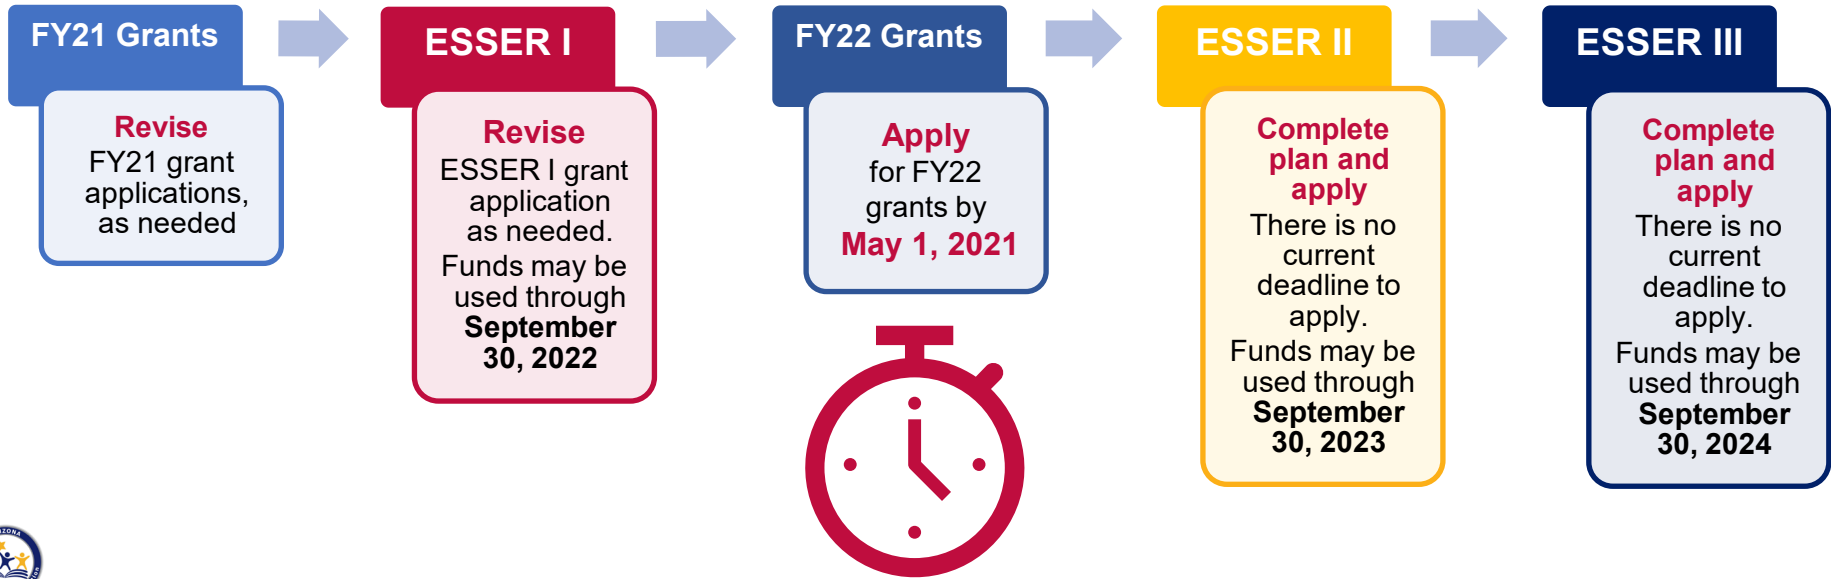 FY21 Grants
Revise
FY21 grant
applications,
as needed
ESSER I
Revise
ESSER I grant
application
as needed.
Funds may be
used through
September
30, 2022
FY22 Grants
Apply
for FY22
grants by
May 1, 2021
ESSER II
Complete
plan and
apply
There is no
current
deadline to
apply.
Funds may be
used through
September
30, 2023
ESSER III
Complete
plan and
apply
There is no
current
deadline to
apply.
Funds may be
used through
September
30, 2024